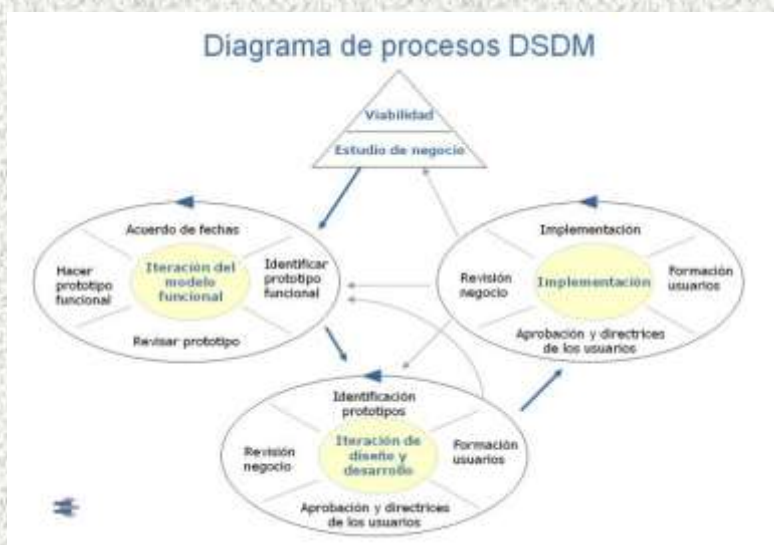 Diagrama de procesos DSDM
Viabilidad
Estudio de negocio
Acuerdo de fechas
Hacer
prototipo
funcional
Iteración del
modelo
funcional
Identificar
prototipo
funcional
Revisar prototipo
Implementación
Revisión
negocio
Implementación
Formación
usuarios
Aprobación y directrices
de los usuarios
Identificación
prototipos
Revisión
negocio
Iteración de
diseño y
desarrollo
Formación
usuarios
Aprobación y directrices
de los usuarios